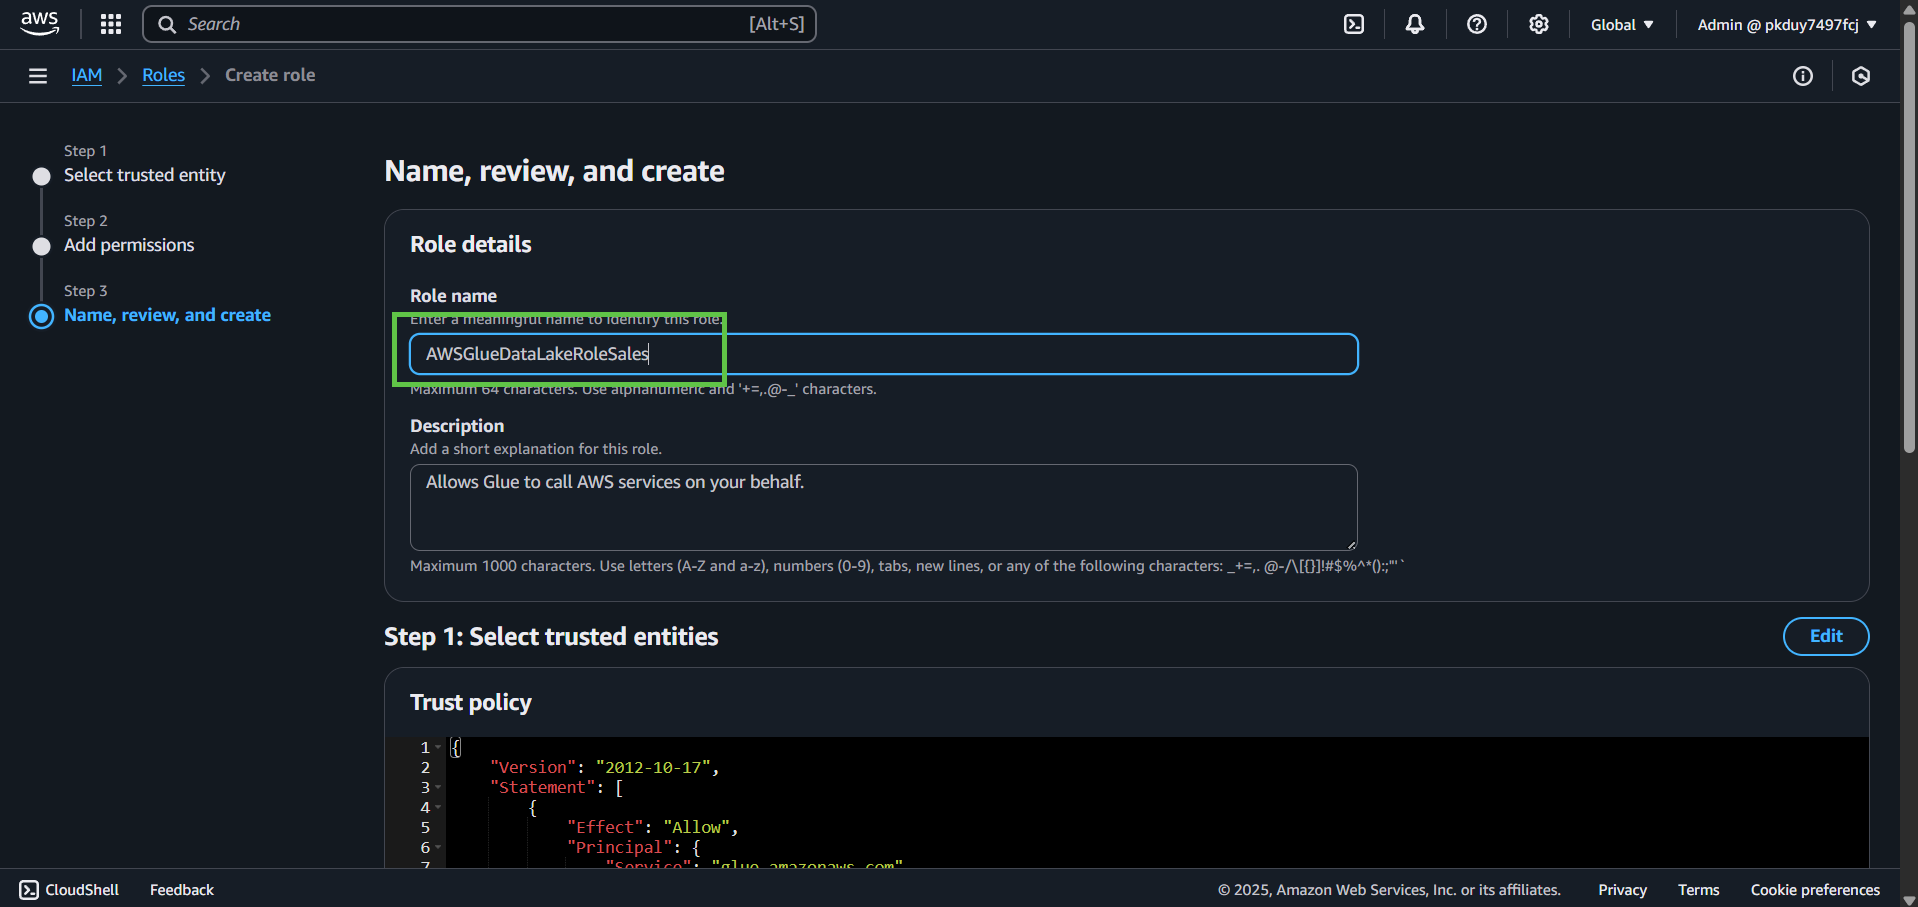 aws
Search
[Alt+S]
Global
Admin @ pkduy7497fcj
IAM
Roles
Create role
Step 1
Select trusted entity
Step 2
Add permissions
Step 3
Name, review, and create
Name, review, and create
Role details
Role name
Enter a meaningful name to identify this role.
AWSGlueDataLakeRoleSales
Maximum 64 characters. Use alphanumeric and '+=,.@-_' characters.
Description
Add a short explanation for this role.
Allows Glue to call AWS services on your behalf.
Maximum 1000 characters. Use letters (A-Z and a-z), numbers (0-9), tabs, new lines, or any of the following characters: _+=,. @-/\[{}]!#$%^*();:"'`
Step 1: Select trusted entities
Edit
Trust policy
1 {
2 "Version": "2012-10-17",
3 "Statement": [
4 {
5 "Effect": "Allow",
6 "Principal": {
7 "Service": "glue.amazonaws.com"
CloudShell
Feedback
© 2025, Amazon Web Services, Inc. or its affiliates.
Privacy
Terms
Cookie preferences